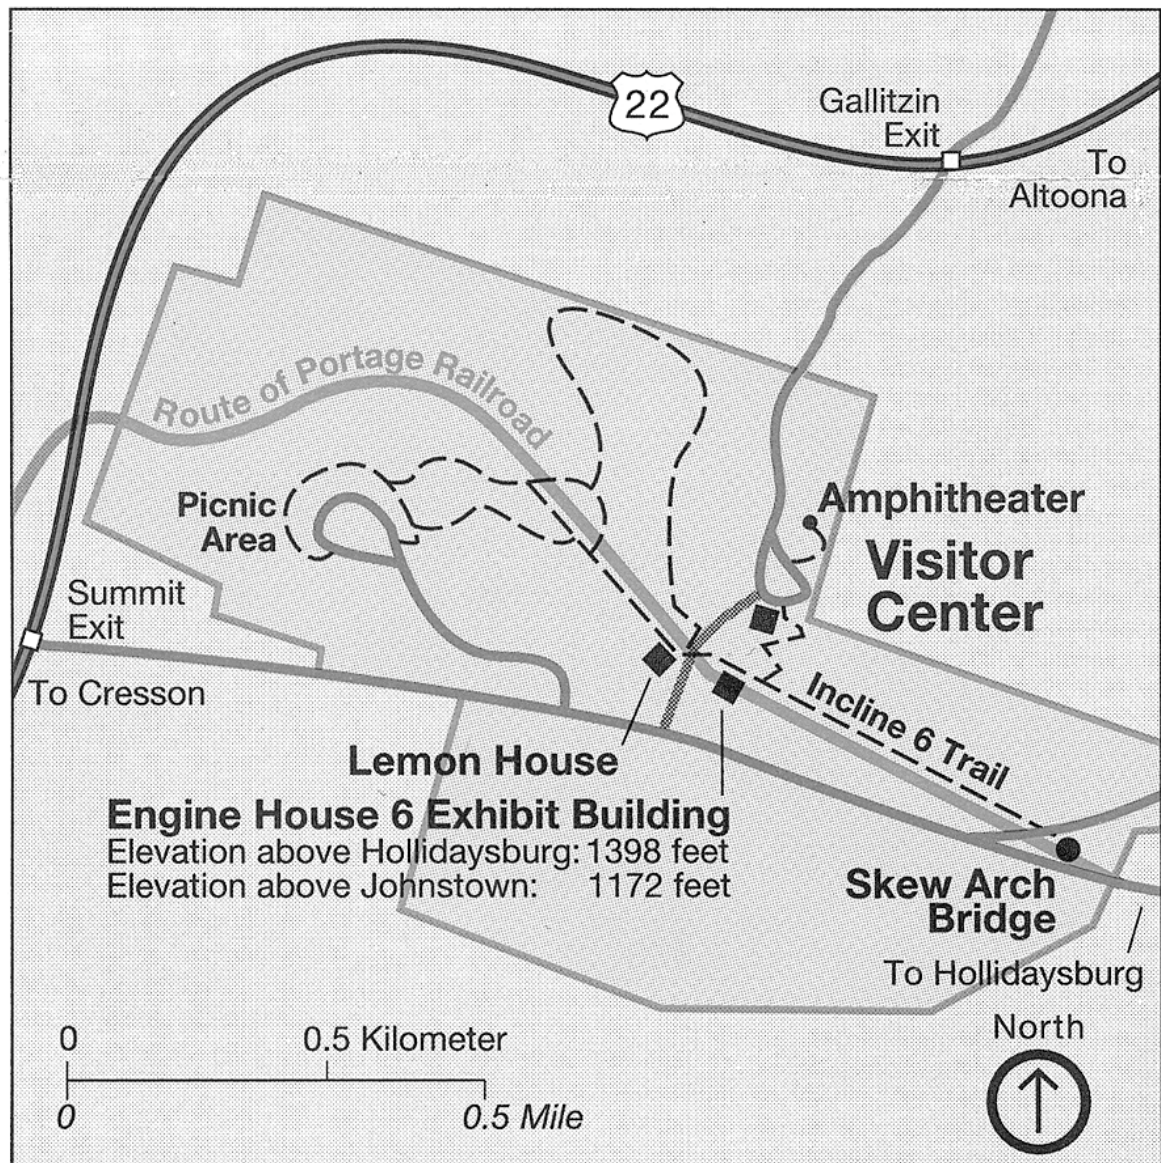 22
Gallitzin
Exit
To
Altoona
Route of Portage Railroad
Picnic
Area
Amphitheater
Visitor
Center
Summit
Exit
To Cresson
Incline 6 Trail
Lemon House
Engine House 6 Exhibit Building
Elevation above Hollidaysburg: 1398 feet
Elevation above Johnstown: 1172 feet
Skew Arch
Bridge
To Hollidaysburg
North
0 0.5 Kilometer
0 0.5 Mile